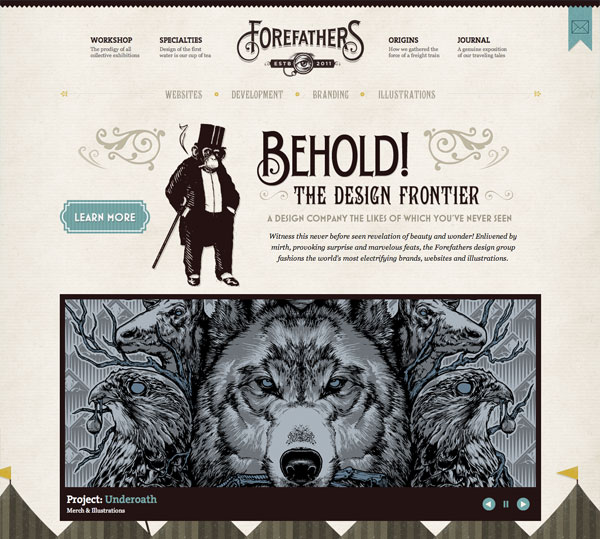 FOREFATHERS
ESTB 2011
WORKSHOP
The prodigy of all
collective exhibitions
SPECIALTIES
Design of the first
water is our cup of tea
ORIGINS
How we gathered the
force of a freight train
JOURNAL
A genuine exposition
of our traveling tales
WEBSITES
DEVELOPMENT
BRANDING
ILLUSTRATIONS
LEARN MORE
BEHOLD!
THE DESIGN FRONTIER
A DESIGN COMPANY THE LIKES OF WHICH YOU'VE NEVER SEEN
Witness this never before seen revelation of beauty and wonder! Enlivened by
mirth, provoking surprise and marvelous feats, the Forefathers design group
fashions the world's most electrifying brands, websites and illustrations.
Project: Underoath
Merch & Illustrations